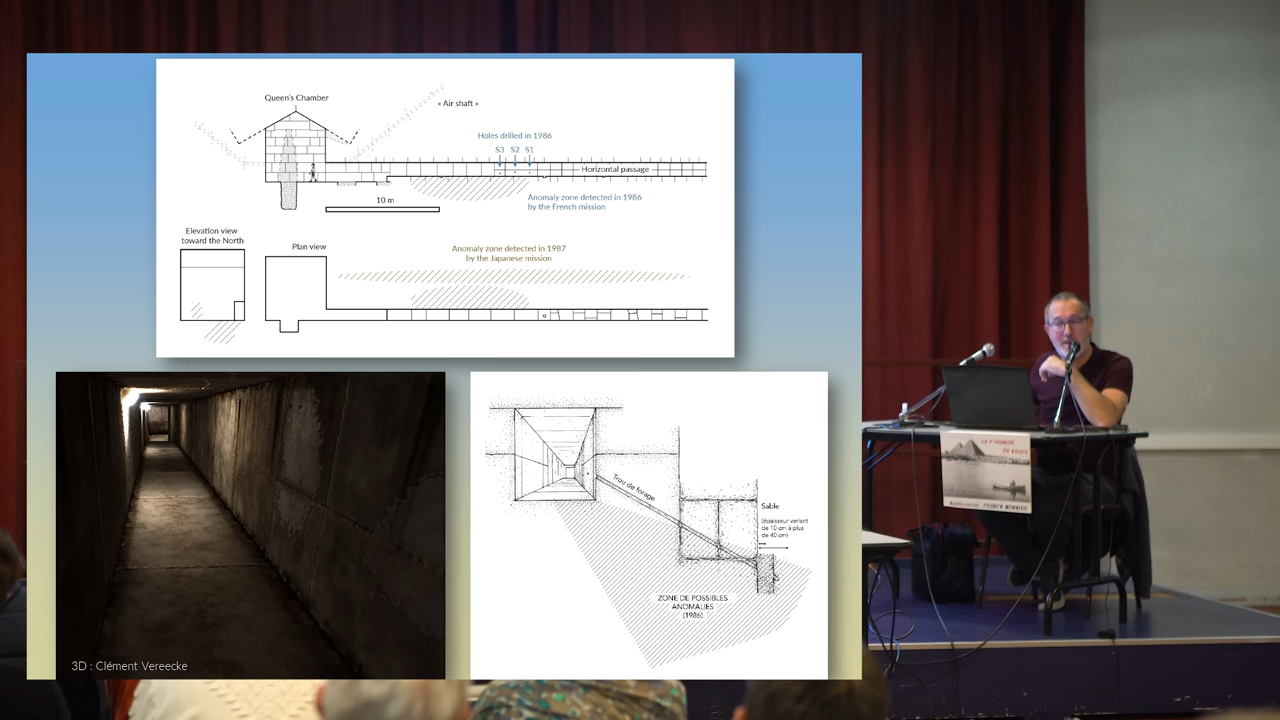 Queen's Chamber
« Air shaft »
Holes drilled in 1986
S3 S2 S1
Horizontal passage
10 m
Anomaly zone detected in 1986
by the French mission
Elevation view
toward the North
Plan view
Anomaly zone detected in 1987
by the Japanese mission
3D : Clément Vereecke
Trou de forage
Sable
(épaisseur variant
de 10 cm à plus
de 40 cm)
ZONE DE POSSIBLES
ANOMALIES
(1986)
LA PYRAMIDE